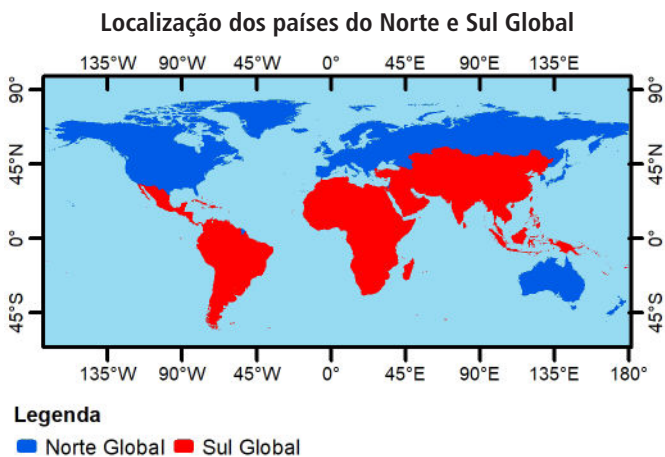 Localização dos países do Norte e Sul Global
135°W 90°W 45°W 0° 45°E 90°E 135°E
90° 90°
45°N 45°N
0° 0°
45°S 45°S
135°W 90°W 45°W 0° 45°E 90°E 135°E 180°
Legenda
Norte Global Sul Global